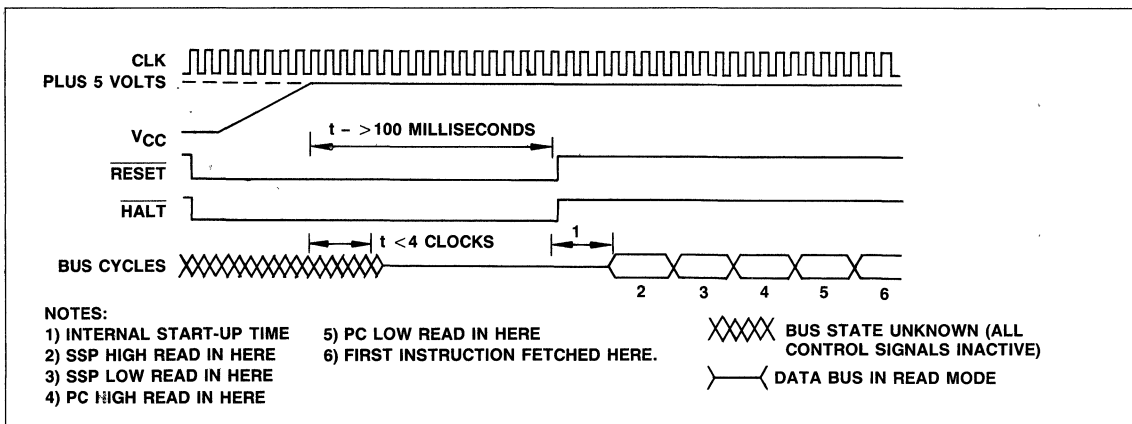 CLK
PLUS 5 VOLTS
VCC
t - >100 MILLISECONDS
RESET
HALT
t <4 CLOCKS
1
BUS CYCLES
2 3 4 5 6
NOTES:
1) INTERNAL START-UP TIME
2) SSP HIGH READ IN HERE
3) SSP LOW READ IN HERE
4) PC HIGH READ IN HERE
5) PC LOW READ IN HERE
6) FIRST INSTRUCTION FETCHED HERE.
BUS STATE UNKNOWN (ALL
CONTROL SIGNALS INACTIVE)
DATA BUS IN READ MODE